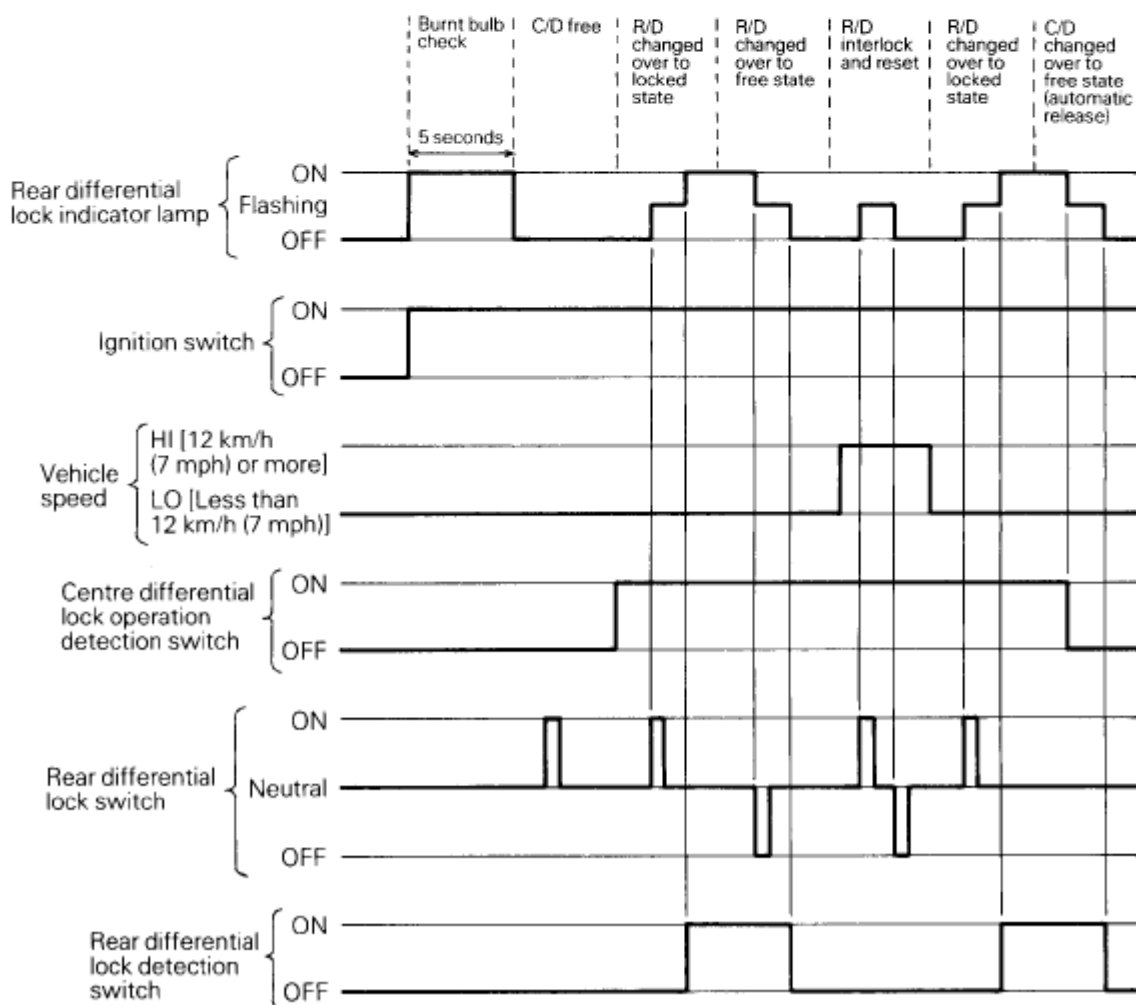 Burnt bulb
check
C/D free
R/D
changed
over to
locked
state
R/D
changed
over to
free state
R/D
interlock
and reset
R/D
changed
over to
locked
state
C/D
changed
over to
free state
(automatic
release)
5 seconds
Rear differential
lock indicator lamp
ON
Flashing
OFF
Ignition switch
ON
OFF
Vehicle
speed
HI [12 km/h
(7 mph) or more]
LO [Less than
12 km/h (7 mph)]
Centre differential
lock operation
detection switch
ON
OFF
Rear differential
lock switch
ON
Neutral
OFF
Rear differential
lock detection
switch
ON
OFF